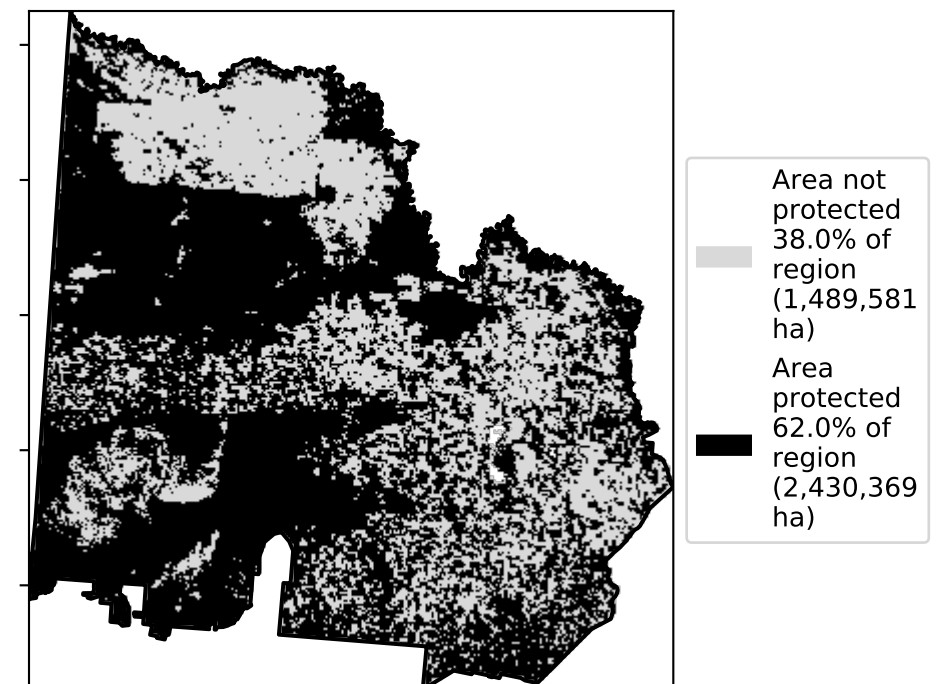 Area not
protected
38.0% of
region
(1,489,581
ha)
Area
protected
62.0% of
region
(2,430,369
ha)